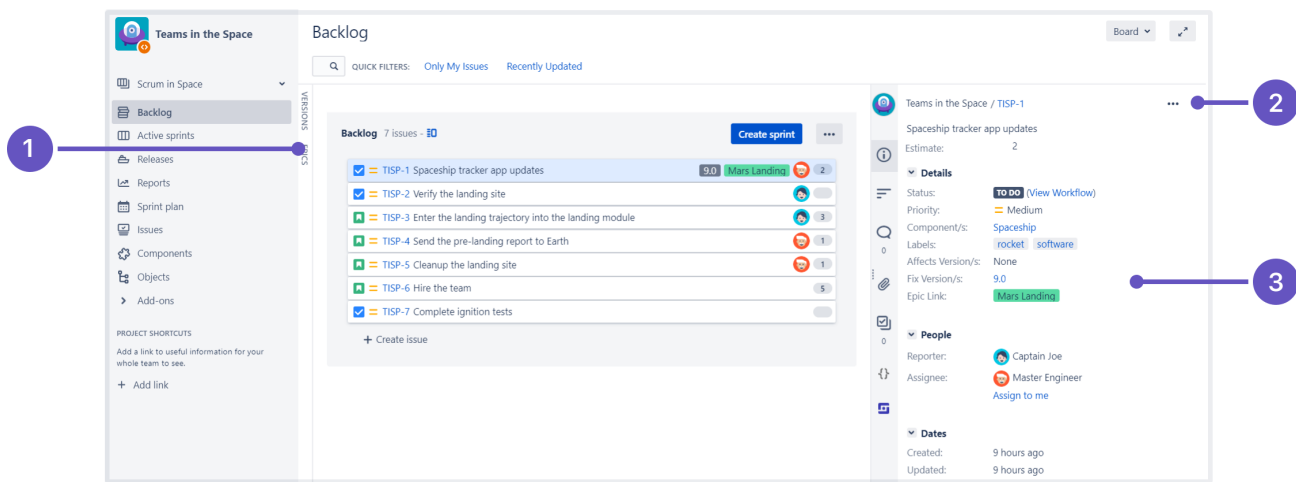 Teams in the Space
Scrum in Space
Backlog
Active sprints
Releases
Reports
Sprint plan
Issues
Components
Objects
Add-ons
PROJECT SHORTCUTS
Add a link to useful information for your
whole team to see.
+ Add link
1
Backlog
Board
QUICK FILTERS: Only My Issues Recently Updated
VERSIONS
EPICS
Backlog 7 issues -
Create sprint
TISP-1 Spaceship tracker app updates 9.0 Mars Landing 2
TISP-2 Verify the landing site
TISP-3 Enter the landing trajectory into the landing module 3
TISP-4 Send the pre-landing report to Earth 1
TISP-5 Cleanup the landing site 1
TISP-6 Hire the team 5
TISP-7 Complete ignition tests
+ Create issue
0
0
{}
Teams in the Space / TISP-1
2
Spaceship tracker app updates
Estimate: 2
Details
Status: TO DO (View Workflow)
Priority: Medium
Component/s: Spaceship
Labels: rocket software
Affects Version/s: None
Fix Version/s: 9.0
3
Epic Link: Mars Landing
People
Reporter: Captain Joe
Assignee: Master Engineer
Assign to me
Dates
Created: 9 hours ago
Updated: 9 hours ago